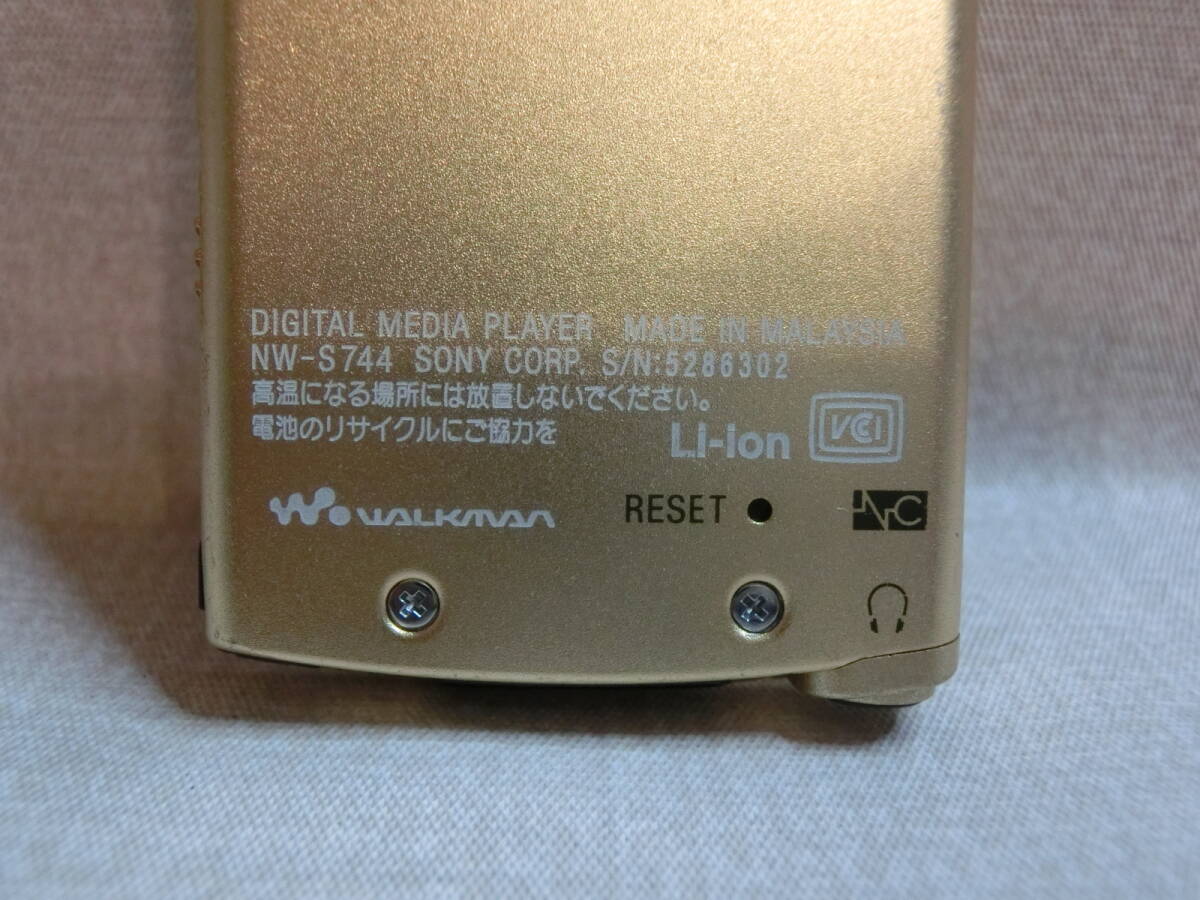 DIGITAL MEDIA PLAYER MADE IN MALAYSIA
NW-S744 SONY CORP. S/N:5286302
高温になる場所には放置しないでください。
電池のリサイクルにご協力を
Li-ion VCCI
WALKMAN RESET NC